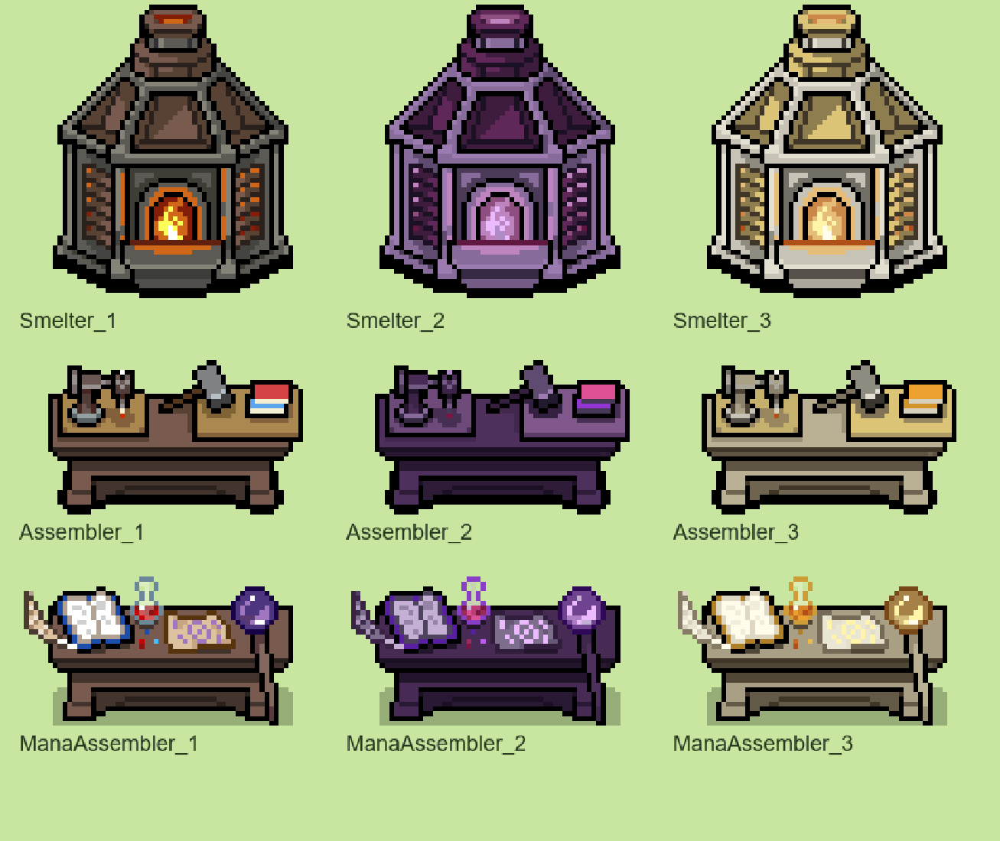 Smelter_1
Smelter_2
Smelter_3
Assembler_1
Assembler_2
Assembler_3
ManaAssembler_1
ManaAssembler_2
ManaAssembler_3